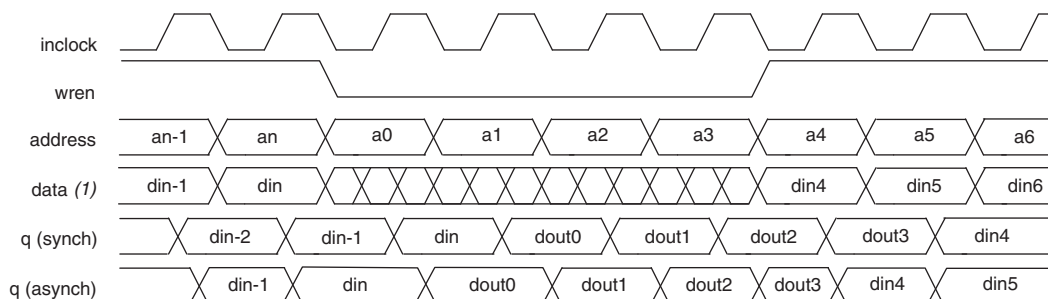 inclock
wren
address an-1 an a0 a1 a2 a3 a4 a5 a6
data (1) din-1 din din4 din5 din6
q (synch) din-2 din-1 din dout0 dout1 dout2 dout3 din4
q (asynch) din-1 din dout0 dout1 dout2 dout3 din4 din5